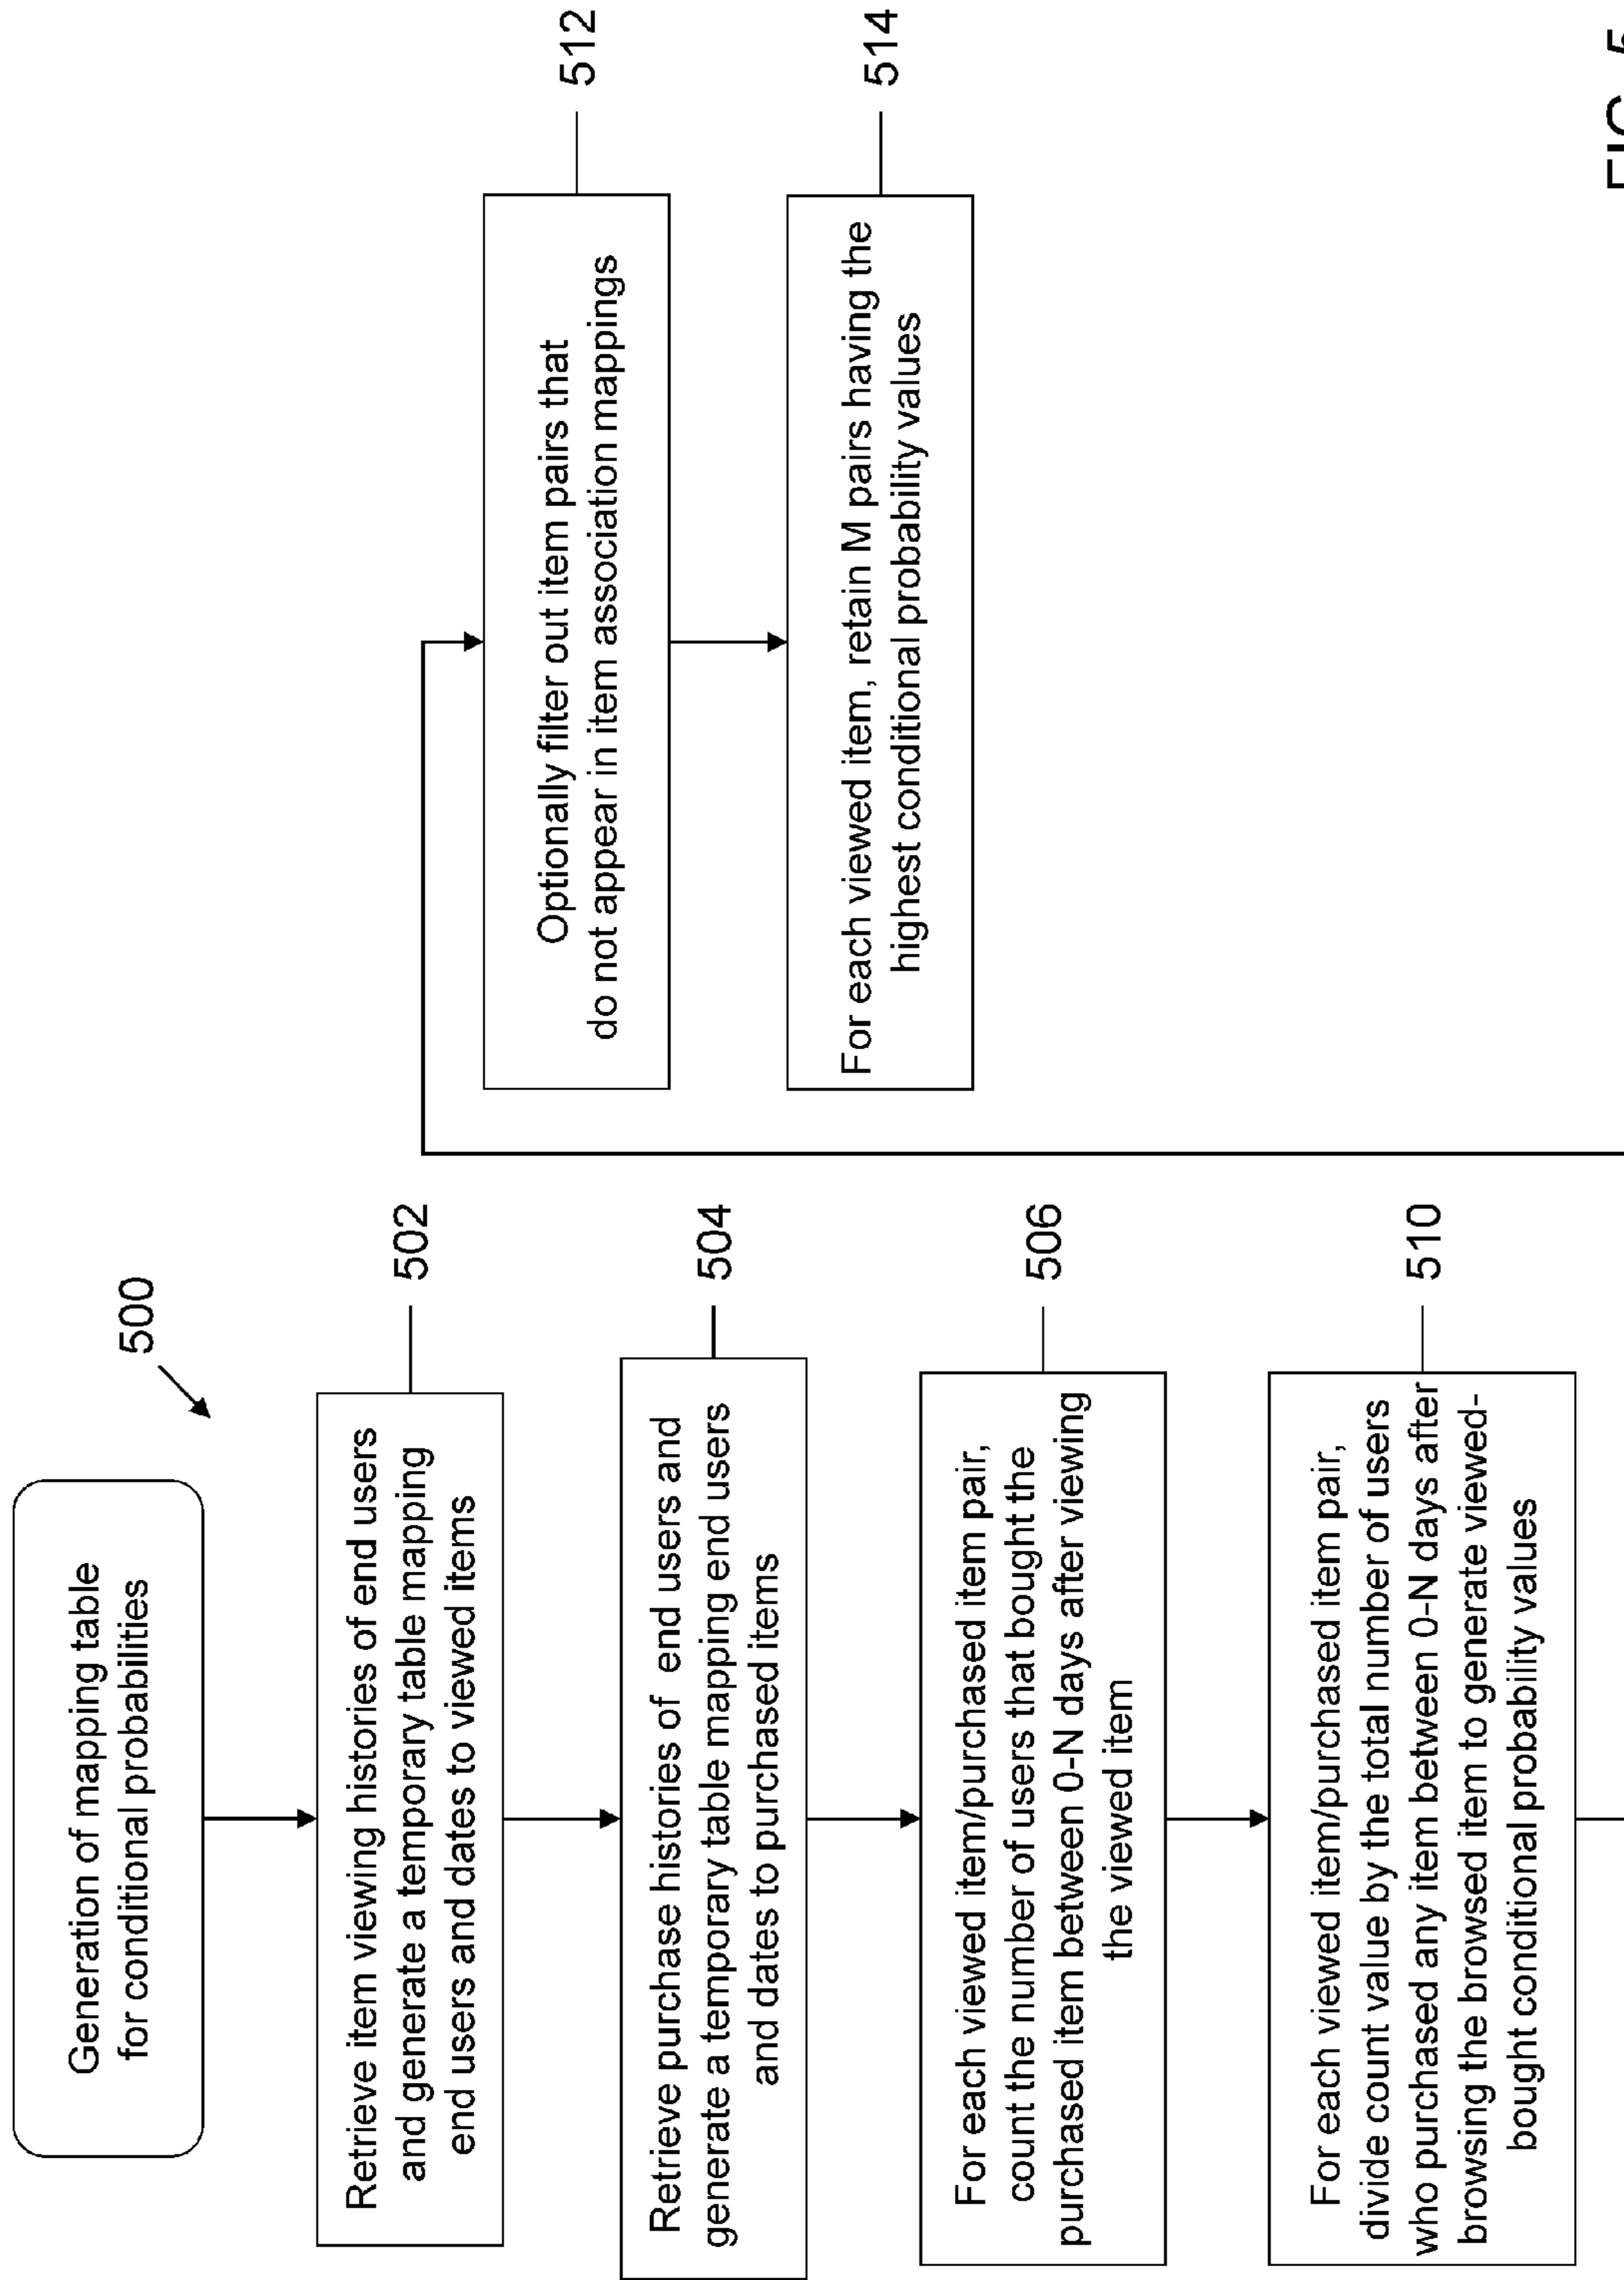 500
Generation of mapping table
for conditional probabilities
502
Retrieve item viewing histories of end users
and generate a temporary table mapping
end users and dates to viewed items
504
Retrieve purchase histories of end users and
generate a temporary table mapping end users
and dates to purchased items
506
For each viewed item/purchased item pair,
count the number of users that bought the
purchased item between 0-N days after viewing
the viewed item
510
For each viewed item/purchased item pair,
divide count value by the total number of users
who purchased any item between 0-N days after
browsing the browsed item to generate viewed-
bought conditional probability values
512
Optionally filter out item pairs that
do not appear in item association mappings
514
For each viewed item, retain M pairs having the
highest conditional probability values
FIG. 5